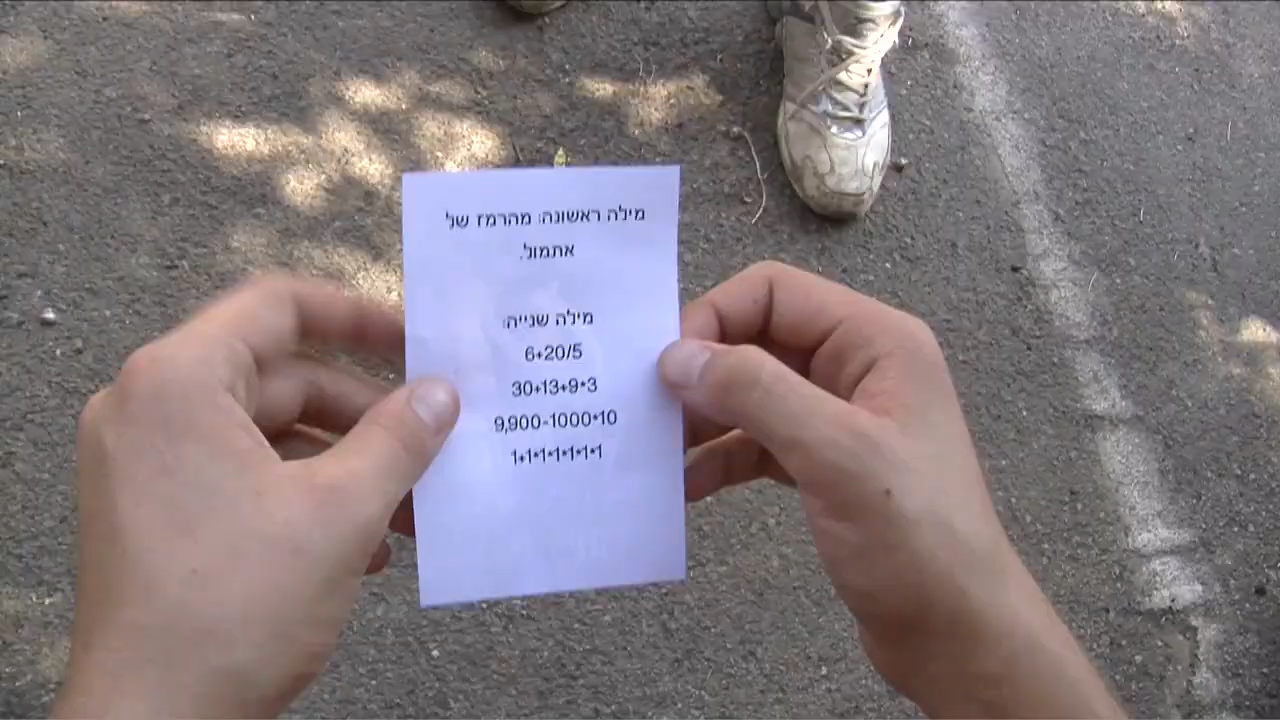 מילה ראשונה: מהרמז של
אתמול.
מילה שנייה:
6+20/5
30+13+9*3
9,900-1000*10
1+1*1*1*1*1*1